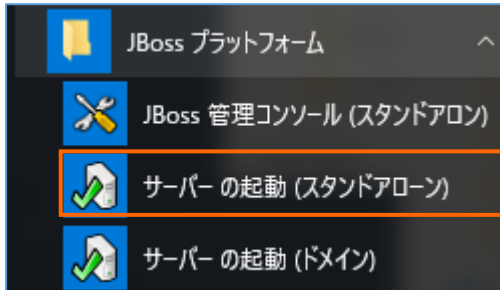 JBoss プラットフォーム
JBoss 管理コンソール (スタンドアロン)
サーバー の起動 (スタンドアローン)
サーバー の起動 (ドメイン)